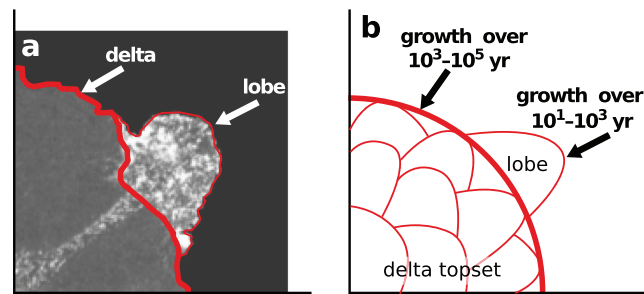 a
delta
lobe
b
growth over
10³–10⁵ yr
growth over
10¹–10³ yr
lobe
delta topset